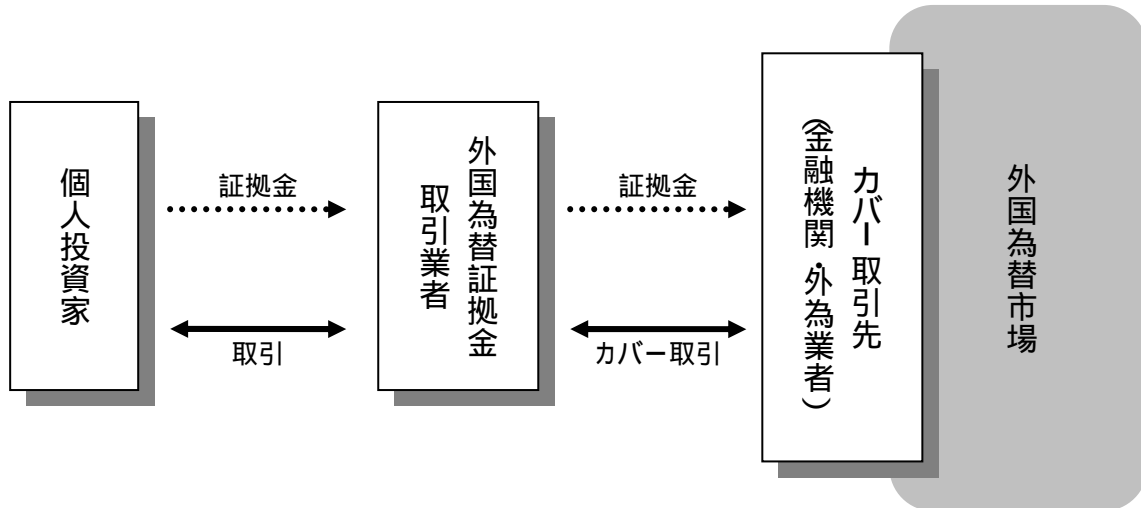 個人投資家
証拠金
取引
外国為替証拠金
取引業者
証拠金
カバー取引
カバー取引先
(金融機関・外為業者)
外国為替市場